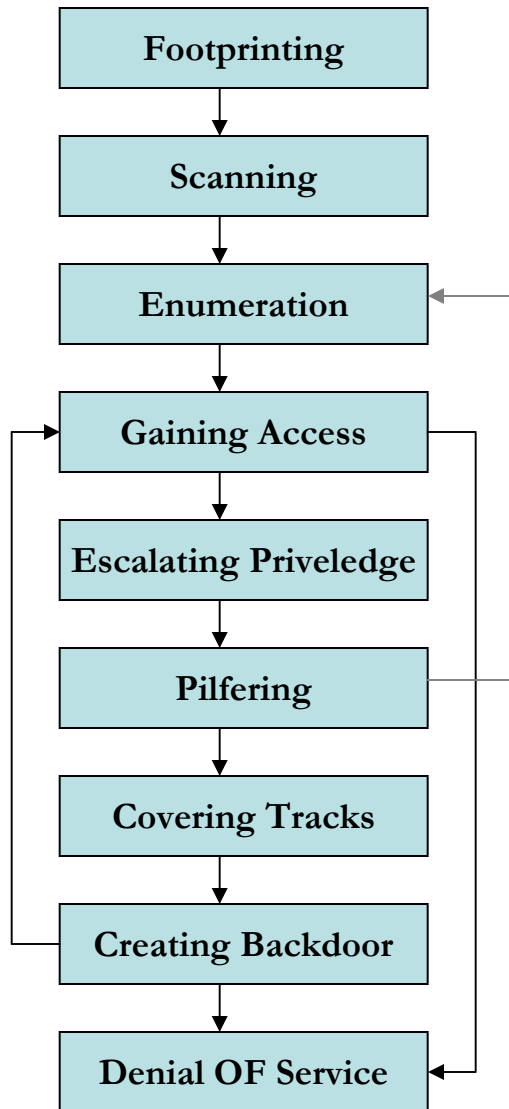 Footprinting
Scanning
Enumeration
Gaining Access
Escalating Priveledge
Pilfering
Covering Tracks
Creating Backdoor
Denial OF Service